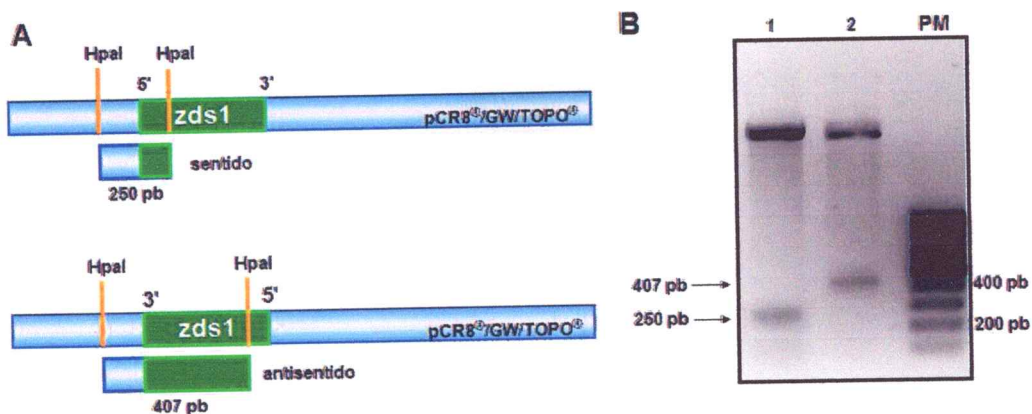 A
HpaI HpaI
5' 3'
zds1
pCR8®/GW/TOPO®
sentido
250 pb
HpaI HpaI
3' 5'
zds1
pCR8®/GW/TOPO®
antisentido
407 pb
B
1 2 PM
407 pb
250 pb
400 pb
200 pb